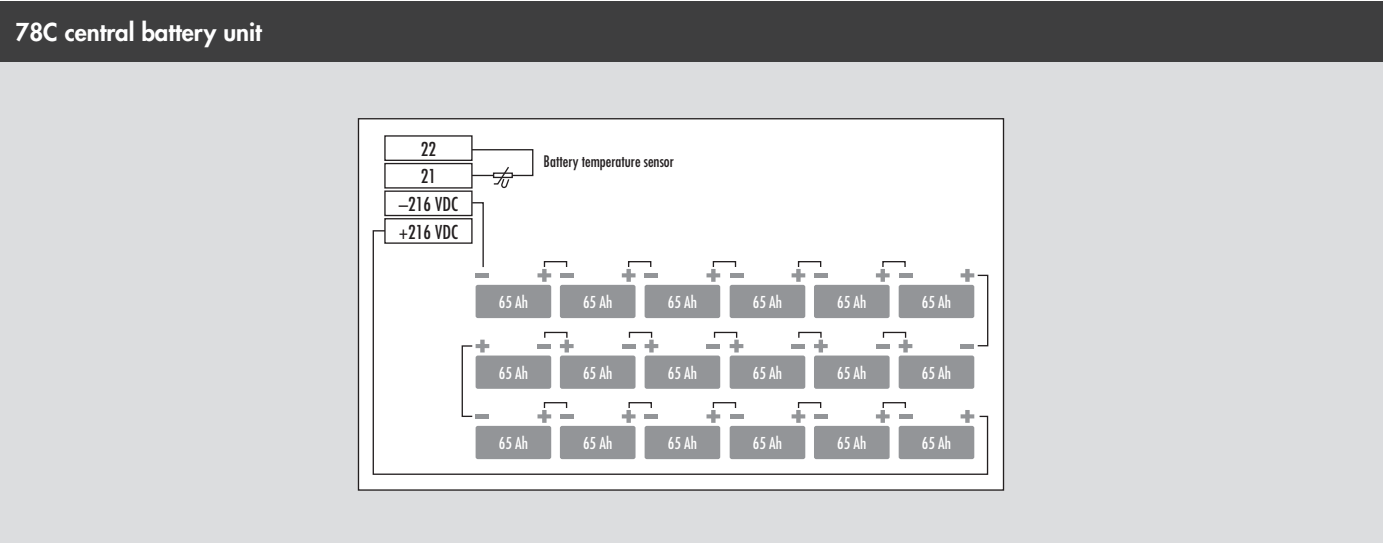 78C central battery unit
22
Battery temperature sensor
21
–216 VDC
+216 VDC
– + – + – + – + – + – +
65 Ah 65 Ah 65 Ah 65 Ah 65 Ah 65 Ah
+ – + – + – + – + – + –
65 Ah 65 Ah 65 Ah 65 Ah 65 Ah 65 Ah
– + – + – + – + – + – +
65 Ah 65 Ah 65 Ah 65 Ah 65 Ah 65 Ah